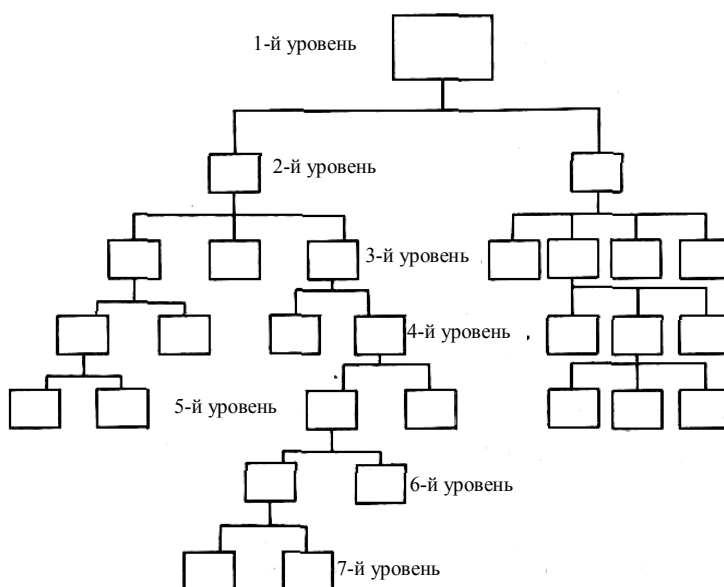 1-й уровень
2-й уровень
3-й уровень
4-й уровень
5-й уровень
6-й уровень
7-й уровень